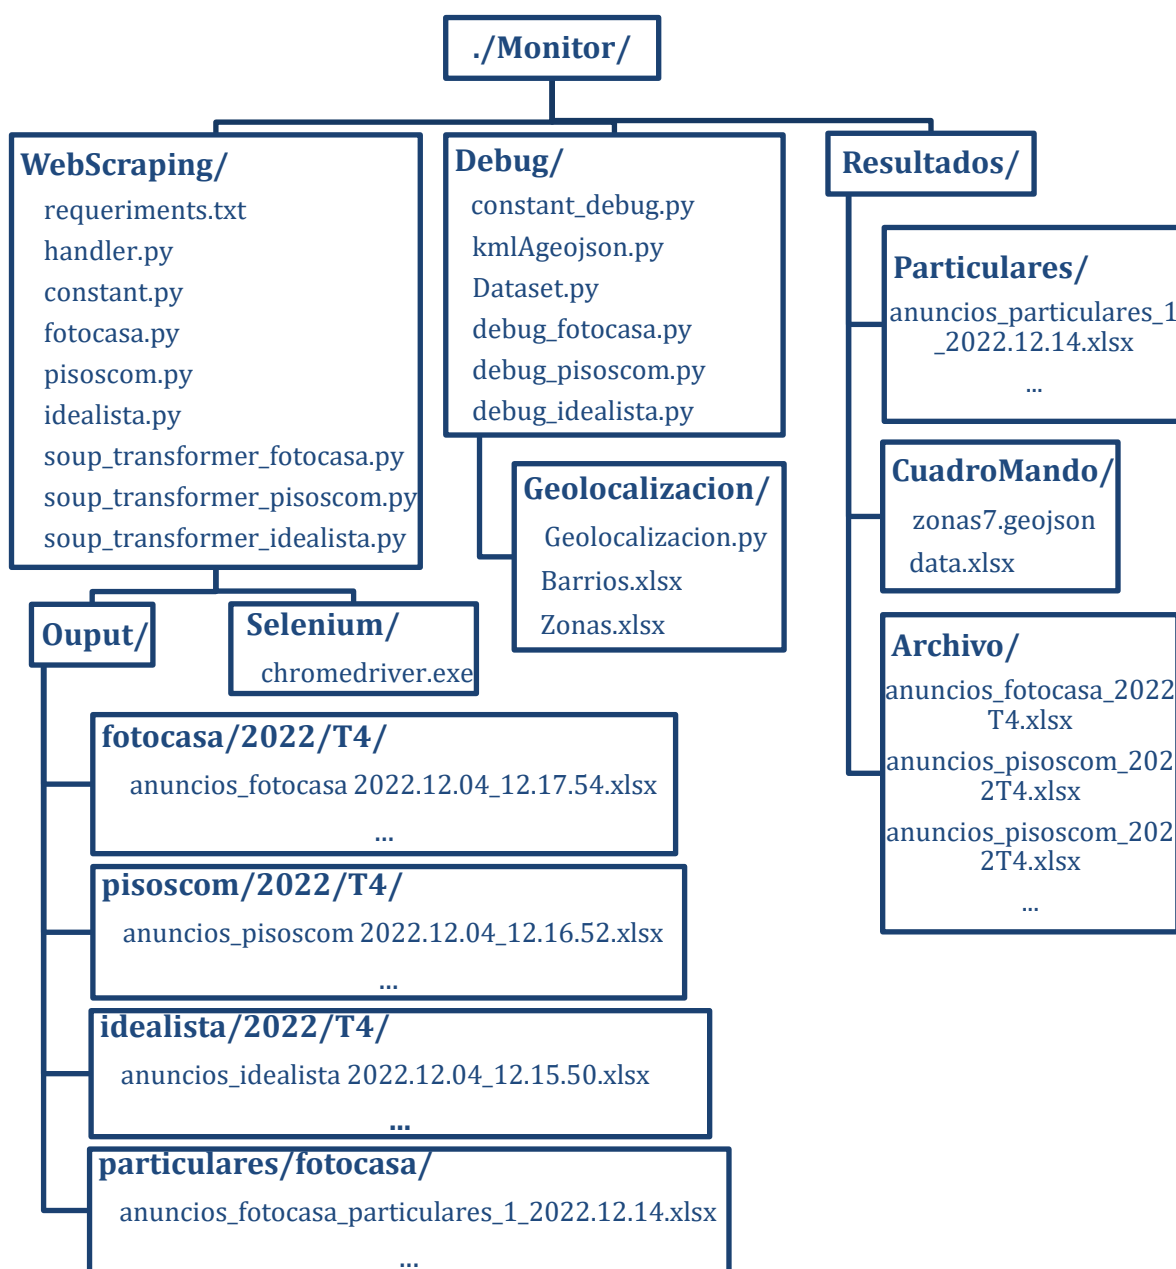 ./Monitor/
WebScraping/
requeriments.txt
handler.py
constant.py
fotocasa.py
pisoscom.py
idealista.py
soup_transformer_fotocasa.py
soup_transformer_pisoscom.py
soup_transformer_idealista.py
Debug/
constant_debug.py
kmlAgeojson.py
Dataset.py
debug_fotocasa.py
debug_pisoscom.py
debug_idealista.py
Geolocalizacion/
Geolocalizacion.py
Barrios.xlsx
Zonas.xlsx
Resultados/
Particulares/
anuncios_particulares_1
_2022.12.14.xlsx
...
CuadroMando/
zonas7.geojson
data.xlsx
Archivo/
anuncios_fotocasa_2022
T4.xlsx
anuncios_pisoscom_202
2T4.xlsx
anuncios_pisoscom_202
2T4.xlsx
...
Ouput/
Selenium/
chromedriver.exe
fotocasa/2022/T4/
anuncios_fotocasa 2022.12.04_12.17.54.xlsx
...
pisoscom/2022/T4/
anuncios_pisoscom 2022.12.04_12.16.52.xlsx
...
idealista/2022/T4/
anuncios_idealista 2022.12.04_12.15.50.xlsx
...
particulares/fotocasa/
anuncios_fotocasa_particulares_1_2022.12.14.xlsx
...